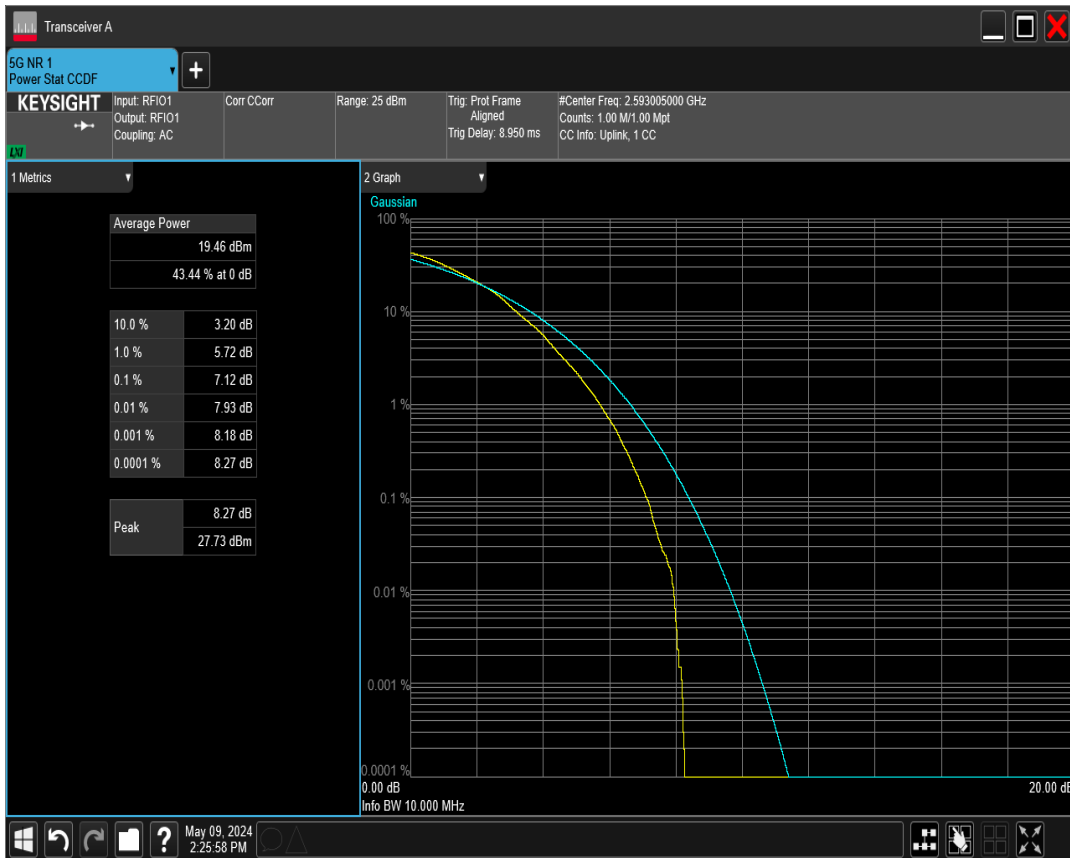 Transceiver A
5G NR 1
Power Stat CCDF
KEYSIGHT
LXI
Input: RFIO1
Output: RFIO1
Coupling: AC
Corr CCorr
Range: 25 dBm
Trig: Prot Frame
Aligned
Trig Delay: 8.950 ms
#Center Freq: 2.593005000 GHz
Counts: 1.00 M/1.00 Mpt
CC Info: Uplink, 1 CC
1 Metrics
Average Power
19.46 dBm
43.44 % at 0 dB
10.0 % 3.20 dB
1.0 % 5.72 dB
0.1 % 7.12 dB
0.01 % 7.93 dB
0.001 % 8.18 dB
0.0001 % 8.27 dB
Peak
8.27 dB
27.73 dBm
2 Graph
Gaussian
100 %
10 %
1 %
0.1 %
0.01 %
0.001 %
0.0001 %
0.00 dB 20.00 dB
Info BW 10.000 MHz
May 09, 2024
2:25:58 PM